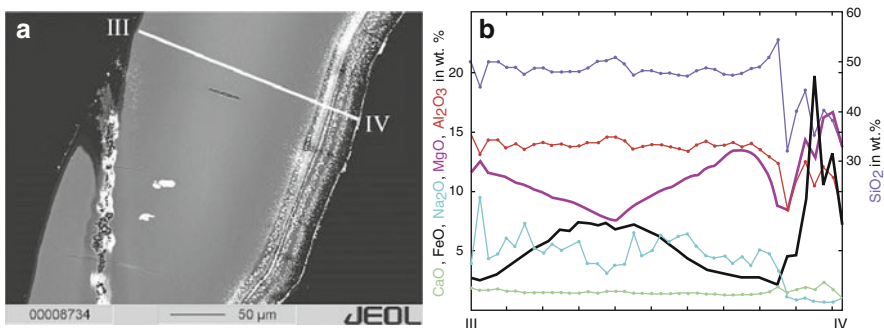 a
III
IV
00008734
50 µm
JEOL
b
CaO, FeO, Na₂O, MgO, Al₂O₃ in wt. %
20
15
10
5
60
50
40
30
SiO₂ in wt.%
III
IV